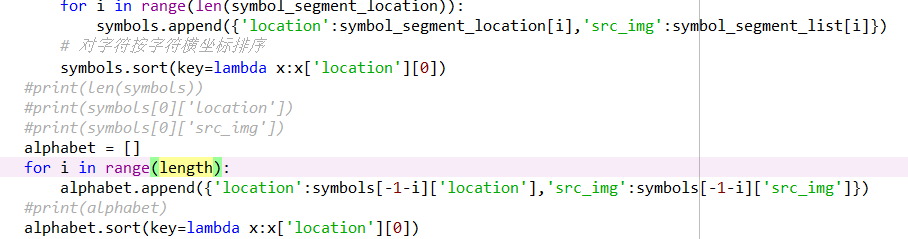 for i in range(len(symbol_segment_location)):
symbols.append({'location':symbol_segment_location[i],'src_img':symbol_segment_list[i]})
# 对字符按字符横坐标排序
symbols.sort(key=lambda x:x['location'][0])
#print(len(symbols))
#print(symbols[0]['location'])
#print(symbols[0]['src_img'])
alphabet = []
for i in range(length):
alphabet.append({'location':symbols[-1-i]['location'],'src_img':symbols[-1-i]['src_img']})
#print(alphabet)
alphabet.sort(key=lambda x:x['location'][0])